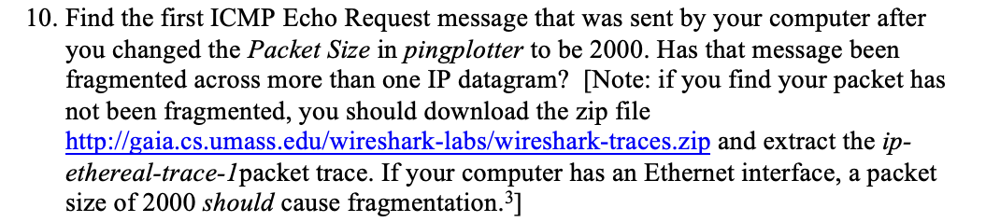 10. Find the first ICMP Echo Request message that was sent by your computer after
you changed the Packet Size in pingplotter to be 2000. Has that message been
fragmented across more than one IP datagram? [Note: if you find your packet has
not been fragmented, you should download the zip file
http://gaia.cs.umass.edu/wireshark-labs/wireshark-traces.zip and extract the ip-
ethereal-trace-1packet trace. If your computer has an Ethernet interface, a packet
size of 2000 should cause fragmentation.3]